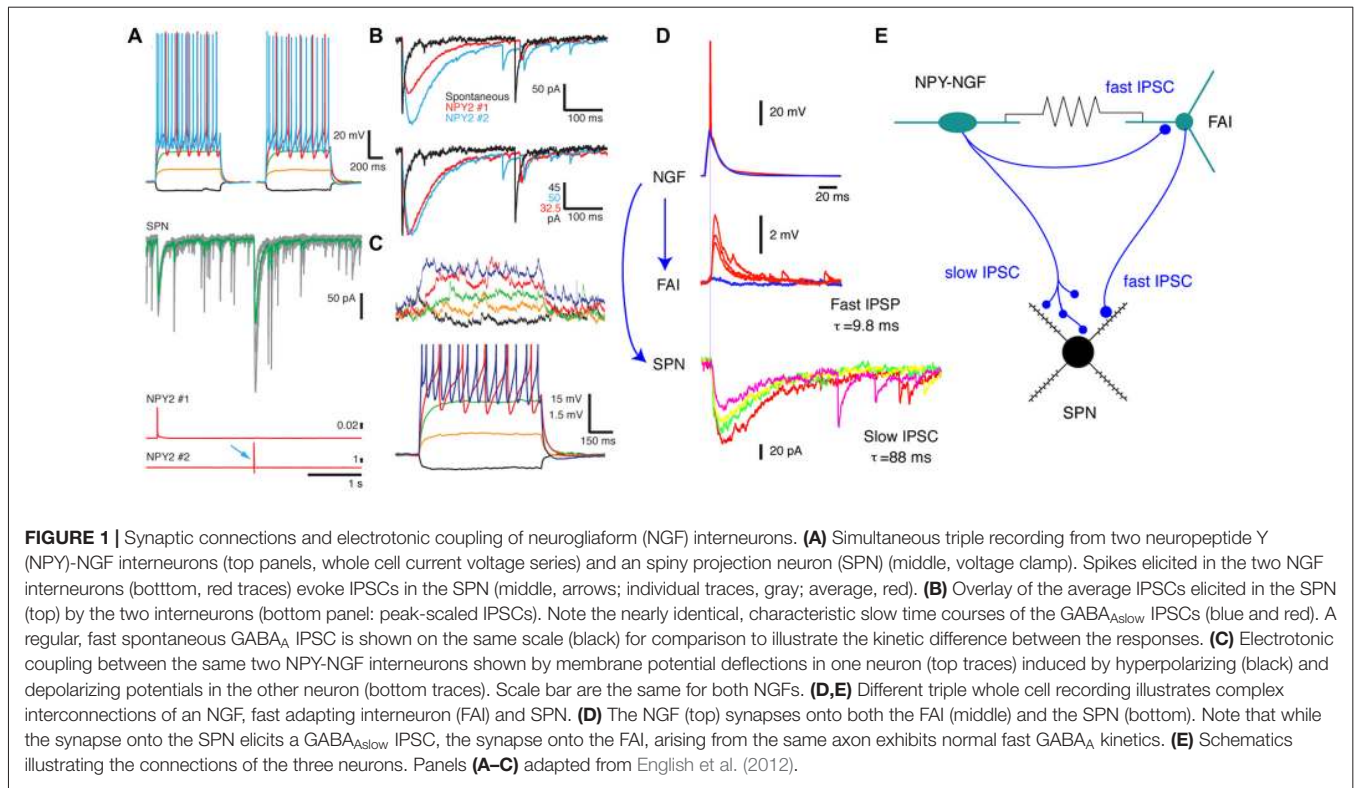 A
20 mV
200 ms
SPN
50 pA
NPY2 #1
0.02
NPY2 #2
1
1 s
B
Spontaneous
NPY2 #1
NPY2 #2
50 pA
100 ms
45
50
32.5
pA
100 ms
C
15 mV
1.5 mV
150 ms
D
20 mV
20 ms
NGF
2 mV
FAI
Fast IPSP
τ =9.8 ms
SPN
20 pA
Slow IPSC
τ =88 ms
E
NPY-NGF
fast IPSC
FAI
slow IPSC
fast IPSC
SPN
FIGURE 1 | Synaptic connections and electrotonic coupling of neurogliaform (NGF) interneurons. (A) Simultaneous triple recording from two neuropeptide Y
(NPY)-NGF interneurons (top panels, whole cell current voltage series) and an spiny projection neuron (SPN) (middle, voltage clamp). Spikes elicited in the two NGF
interneurons (botttom, red traces) evoke IPSCs in the SPN (middle, arrows; individual traces, gray; average, red). (B) Overlay of the average IPSCs elicited in the SPN
(top) by the two interneurons (bottom panel: peak-scaled IPSCs). Note the nearly identical, characteristic slow time courses of the GABAAslow IPSCs (blue and red). A
regular, fast spontaneous GABAA IPSC is shown on the same scale (black) for comparison to illustrate the kinetic difference between the responses. (C) Electrotonic
coupling between the same two NPY-NGF interneurons shown by membrane potential deflections in one neuron (top traces) induced by hyperpolarizing (black) and
depolarizing potentials in the other neuron (bottom traces). Scale bar are the same for both NGFs. (D,E) Different triple whole cell recording illustrates complex
interconnections of an NGF, fast adapting interneuron (FAI) and SPN. (D) The NGF (top) synapses onto both the FAI (middle) and the SPN (bottom). Note that while
the synapse onto the SPN elicits a GABAAslow IPSC, the synapse onto the FAI, arising from the same axon exhibits normal fast GABAA kinetics. (E) Schematics
illustrating the connections of the three neurons. Panels (A–C) adapted from English et al. (2012).